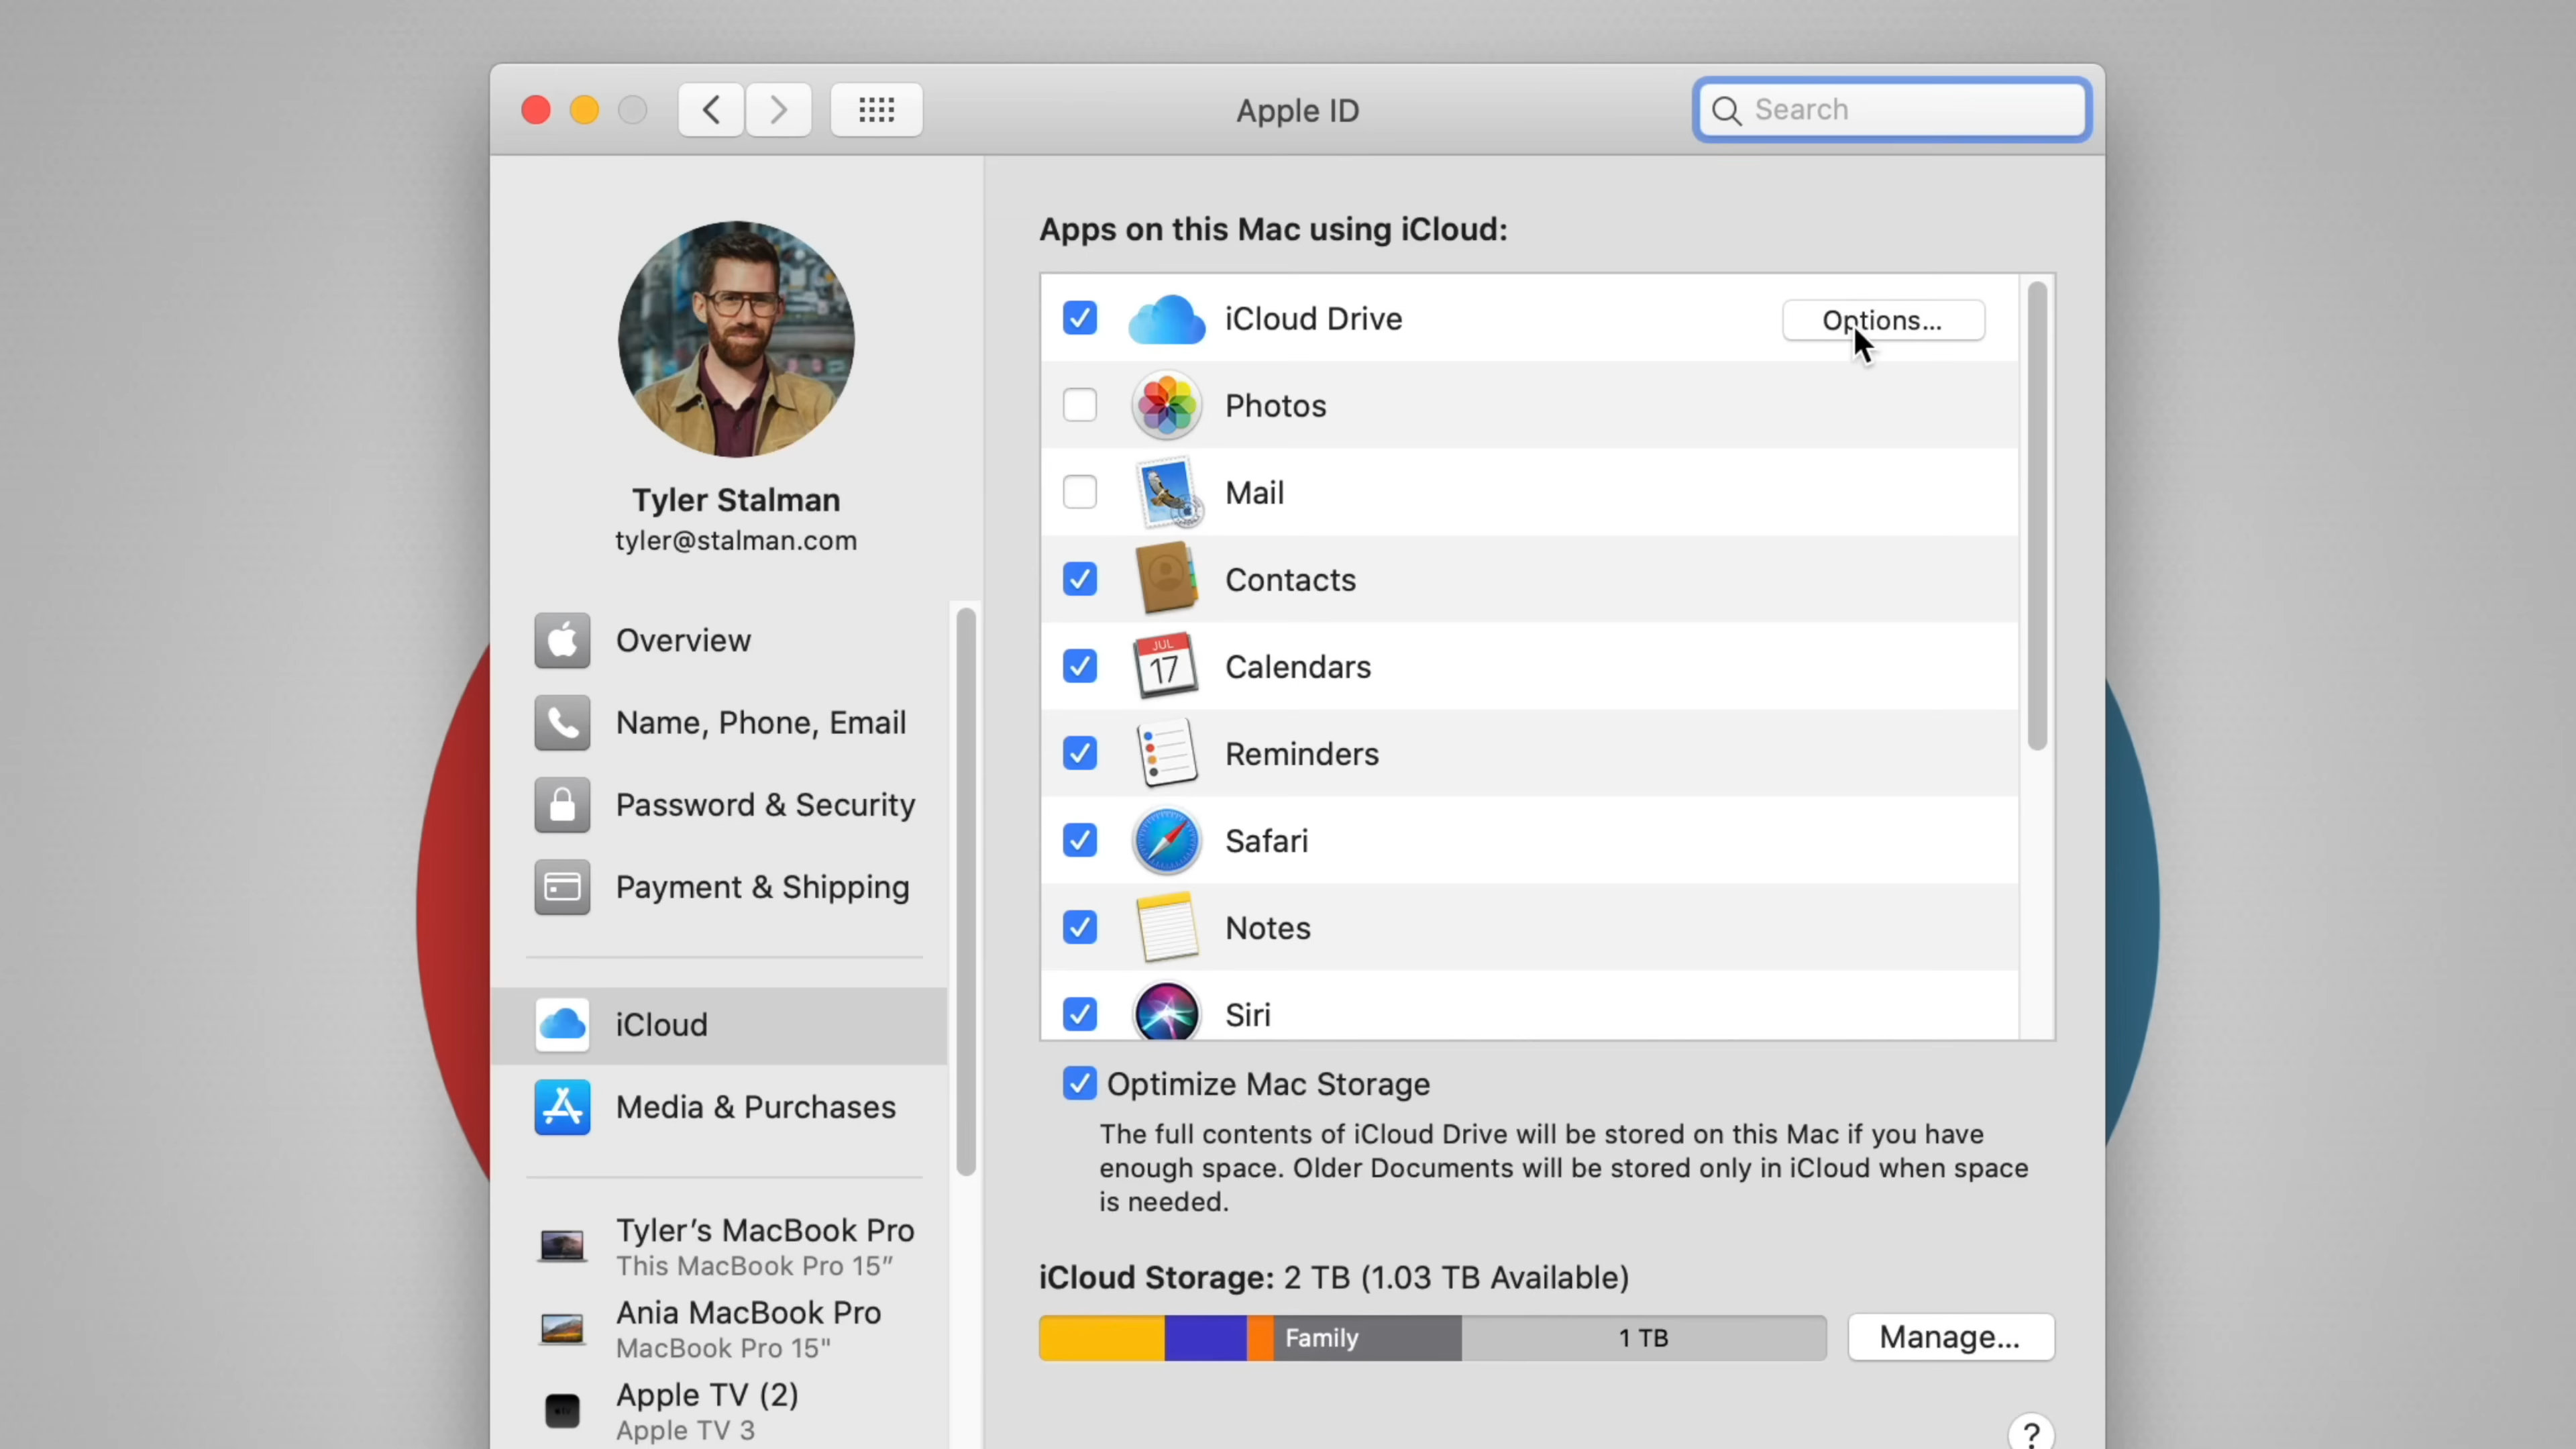 Apple ID
Search
Tyler Stalman
tyler@stalman.com
Overview
Name, Phone, Email
Password & Security
Payment & Shipping
iCloud
Media & Purchases
Tyler’s MacBook Pro
This MacBook Pro 15”
Ania MacBook Pro
MacBook Pro 15"
Apple TV (2)
Apple TV 3
Apps on this Mac using iCloud:
iCloud Drive
Options...
Photos
Mail
Contacts
JUL
17
Calendars
Reminders
Safari
Notes
Siri
Optimize Mac Storage
The full contents of iCloud Drive will be stored on this Mac if you have
enough space. Older Documents will be stored only in iCloud when space
is needed.
iCloud Storage: 2 TB (1.03 TB Available)
Family
1 TB
Manage...
?